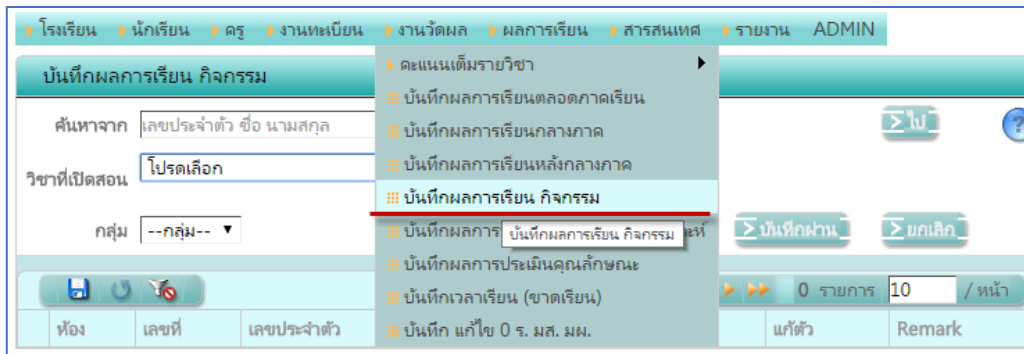 โรงเรียน นักเรียน ครู งานทะเบียน งานวัดผล ผลการเรียน สารสนเทศ รายงาน ADMIN
บันทึกผลการเรียน กิจกรรม
คะแนนเต็มรายวิชา
บันทึกผลการเรียนตลอดภาคเรียน
ค้นหาจาก เลขประจำตัว ชื่อ นามสกุล
บันทึกผลการเรียนกลางภาค
ไป ?
วิชาที่เปิดสอน โปรดเลือก
บันทึกผลการเรียนหลังกลางภาค
บันทึกผลการเรียน กิจกรรม
กลุ่ม --กลุ่ม--
บันทึกผลการ
บันทึกผลการเรียน กิจกรรม
บันทึกผ่าน ยกเลิก
บันทึกผลการประเมินคุณลักษณะ
0 รายการ 10 / หน้า
บันทึกเวลาเรียน (ขาดเรียน)
ห้อง เลขที่ เลขประจำตัว แก้ตัว Remark
บันทึก แก้ไข 0 ร. มส. มผ.